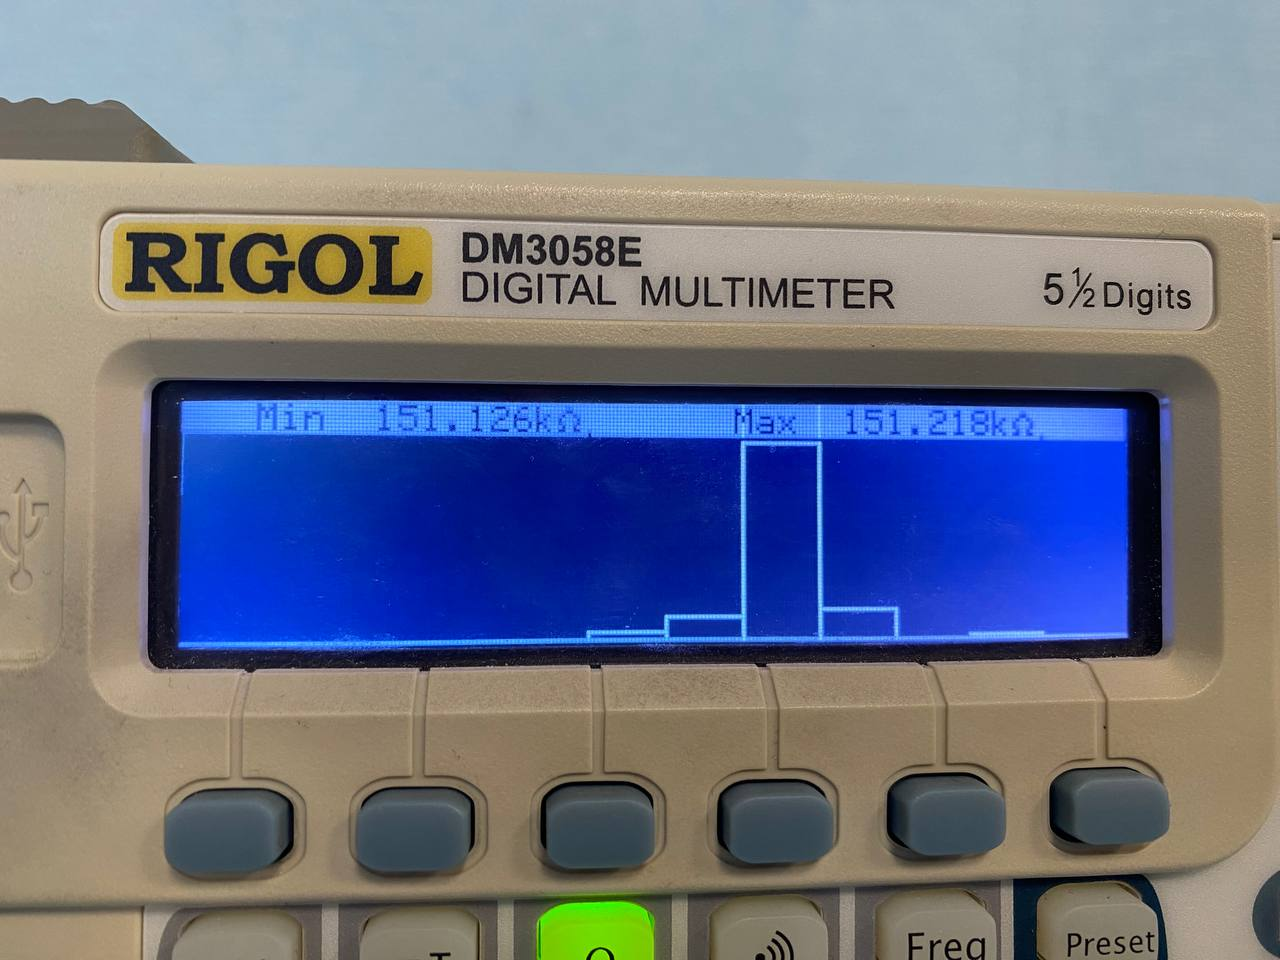 RIGOL
DM3058E
DIGITAL MULTIMETER
5½ Digits
Min 151.126kΩ
Max 151.218kΩ
Freq
Preset